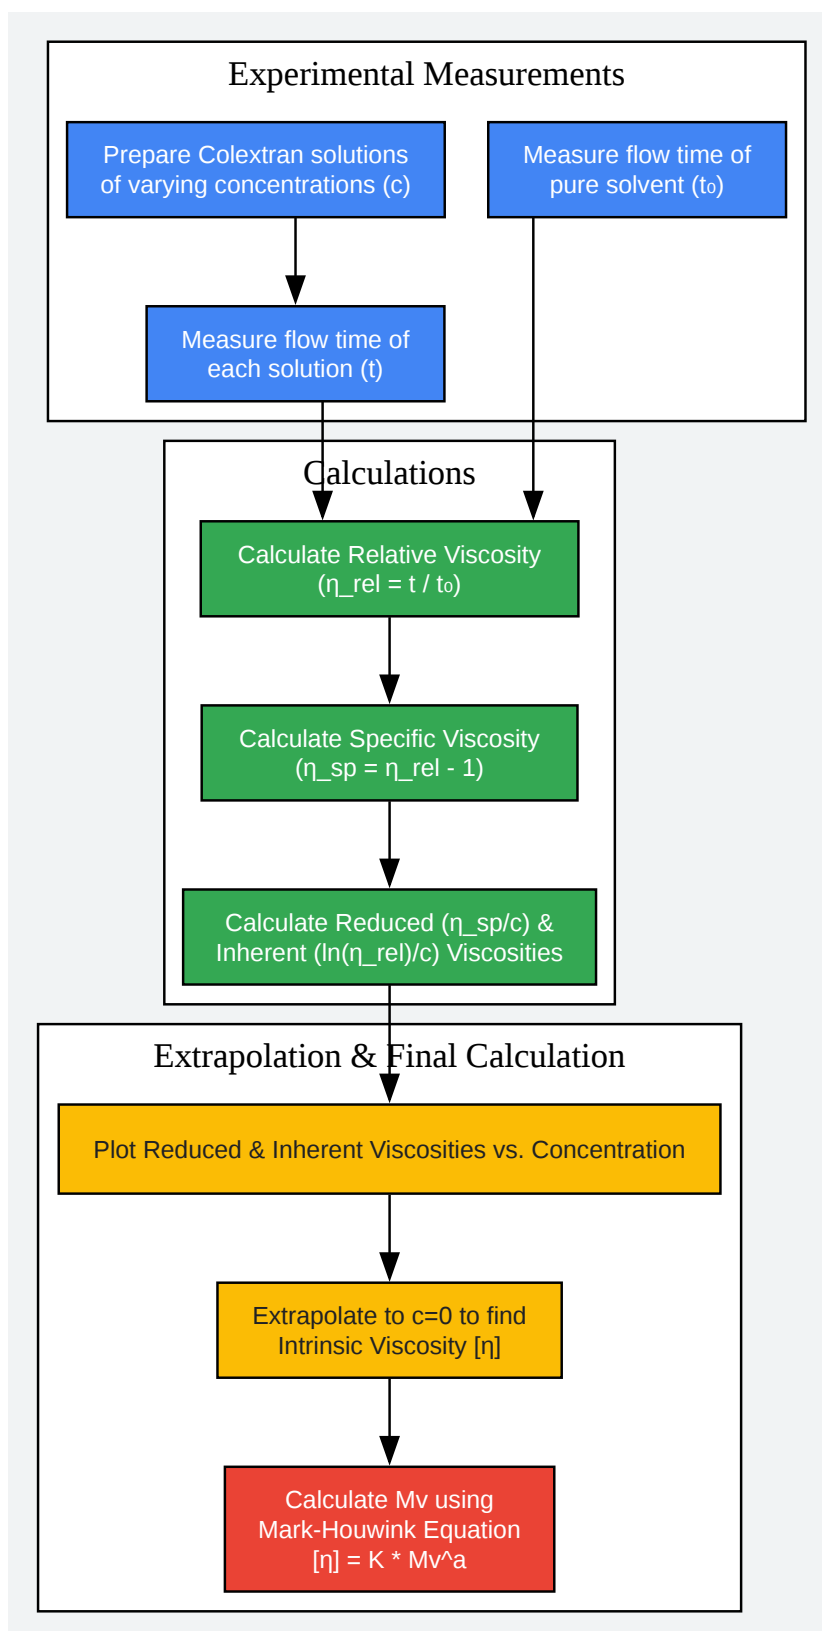 Experimental Measurements
Prepare Colextran solutions
of varying concentrations (c)
Measure flow time of
pure solvent (t₀)
Measure flow time of
each solution (t)
Calculations
Calculate Relative Viscosity
(η_rel = t / t₀)
Calculate Specific Viscosity
(η_sp = η_rel - 1)
Calculate Reduced (η_sp/c) &
Inherent (ln(η_rel)/c) Viscosities
Extrapolation & Final Calculation
Plot Reduced & Inherent Viscosities vs. Concentration
Extrapolate to c=0 to find
Intrinsic Viscosity [η]
Calculate Mv using
Mark-Houwink Equation
[η] = K * Mv^a